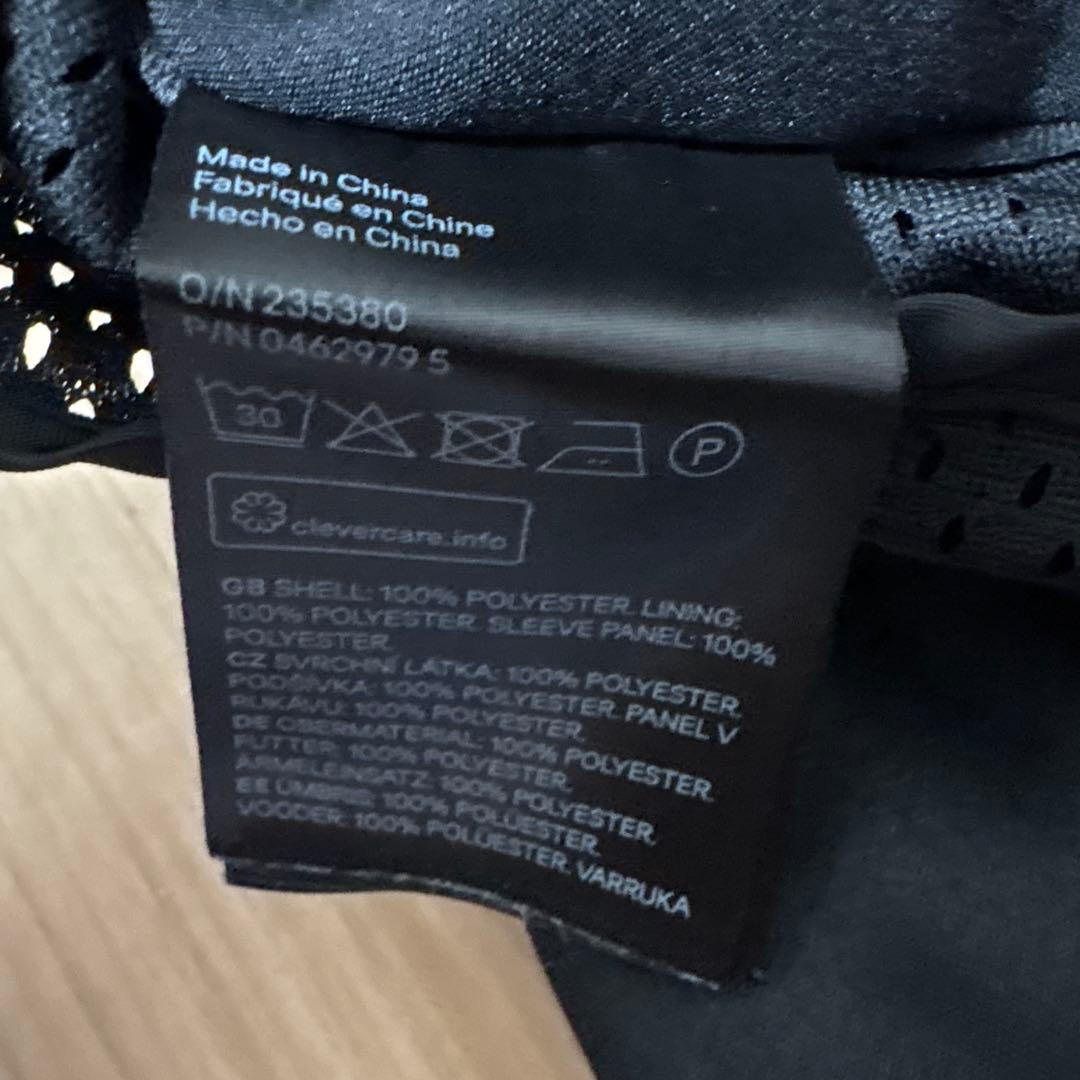 Made in China
Fabriqué en Chine
Hecho en China
O/N 235380
P/N 0462979 5
30
P
clevercare.info
GB SHELL: 100% POLYESTER. LINING:
100% POLYESTER. SLEEVE PANEL: 100%
POLYESTER.
CZ SVRCHNÍ LÁTKA: 100% POLYESTER.
PODŠÍVKA: 100% POLYESTER. PANEL V
RUKÁVU: 100% POLYESTER.
DE OBERMATERIAL: 100% POLYESTER.
FUTTER: 100% POLYESTER.
ÄRMELEINSATZ: 100% POLYESTER.
EE ÜMBRIS: 100% POLÜESTER.
VOODER: 100% POLÜESTER. VARRUKA